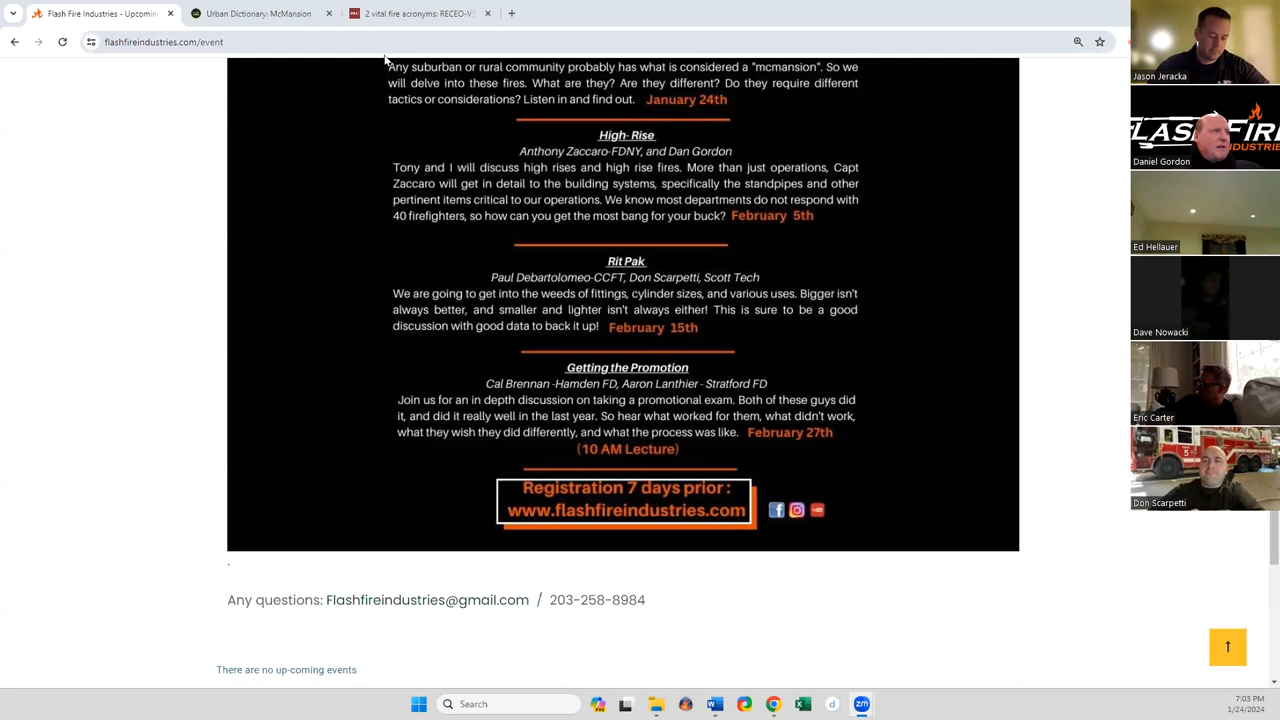 Flash Fire Industries - Upcomin
Urban Dictionary: McMansion
2 vital fire acronyms: RECEO-V
flashfireindustries.com/event
Any suburban or rural community probably has what is considered a "mcmansion". So we
will delve into these fires. What are they? Are they different? Do they require different
tactics or considerations? Listen in and find out. January 24th
High- Rise
Anthony Zaccaro-FDNY, and Dan Gordon
Tony and I will discuss high rises and high rise fires. More than just operations, Capt
Zaccaro will get in detail to the building systems, specifically the standpipes and other
pertinent items critical to our operations. We know most departments do not respond with
40 firefighters, so how can you get the most bang for your buck? February 5th
Rit Pak
Paul Debartolomeo-CCFT, Don Scarpetti, Scott Tech
We are going to get into the weeds of fittings, cylinder sizes, and various uses. Bigger isn't
always better, and smaller and lighter isn't always either! This is sure to be a good
discussion with good data to back it up! February 15th
Getting the Promotion
Cal Brennan -Hamden FD, Aaron Lanthier - Stratford FD
Join us for an in depth discussion on taking a promotional exam. Both of these guys did
it, and did it really well in the last year. So hear what worked for them, what didn't work,
what they wish they did differently, and what the process was like. February 27th
(10 AM Lecture)
Registration 7 days prior :
www.flashfireindustries.com
.
Any questions: Flashfireindustries@gmail.com / 203-258-8984
There are no up-coming events
Jason Jeracka
FLASH FIRE
INDUSTRIES
Daniel Gordon
Ed Hellauer
Dave Nowacki
Eric Carter
5
Don Scarpetti
Search
7:03 PM
1/24/2024